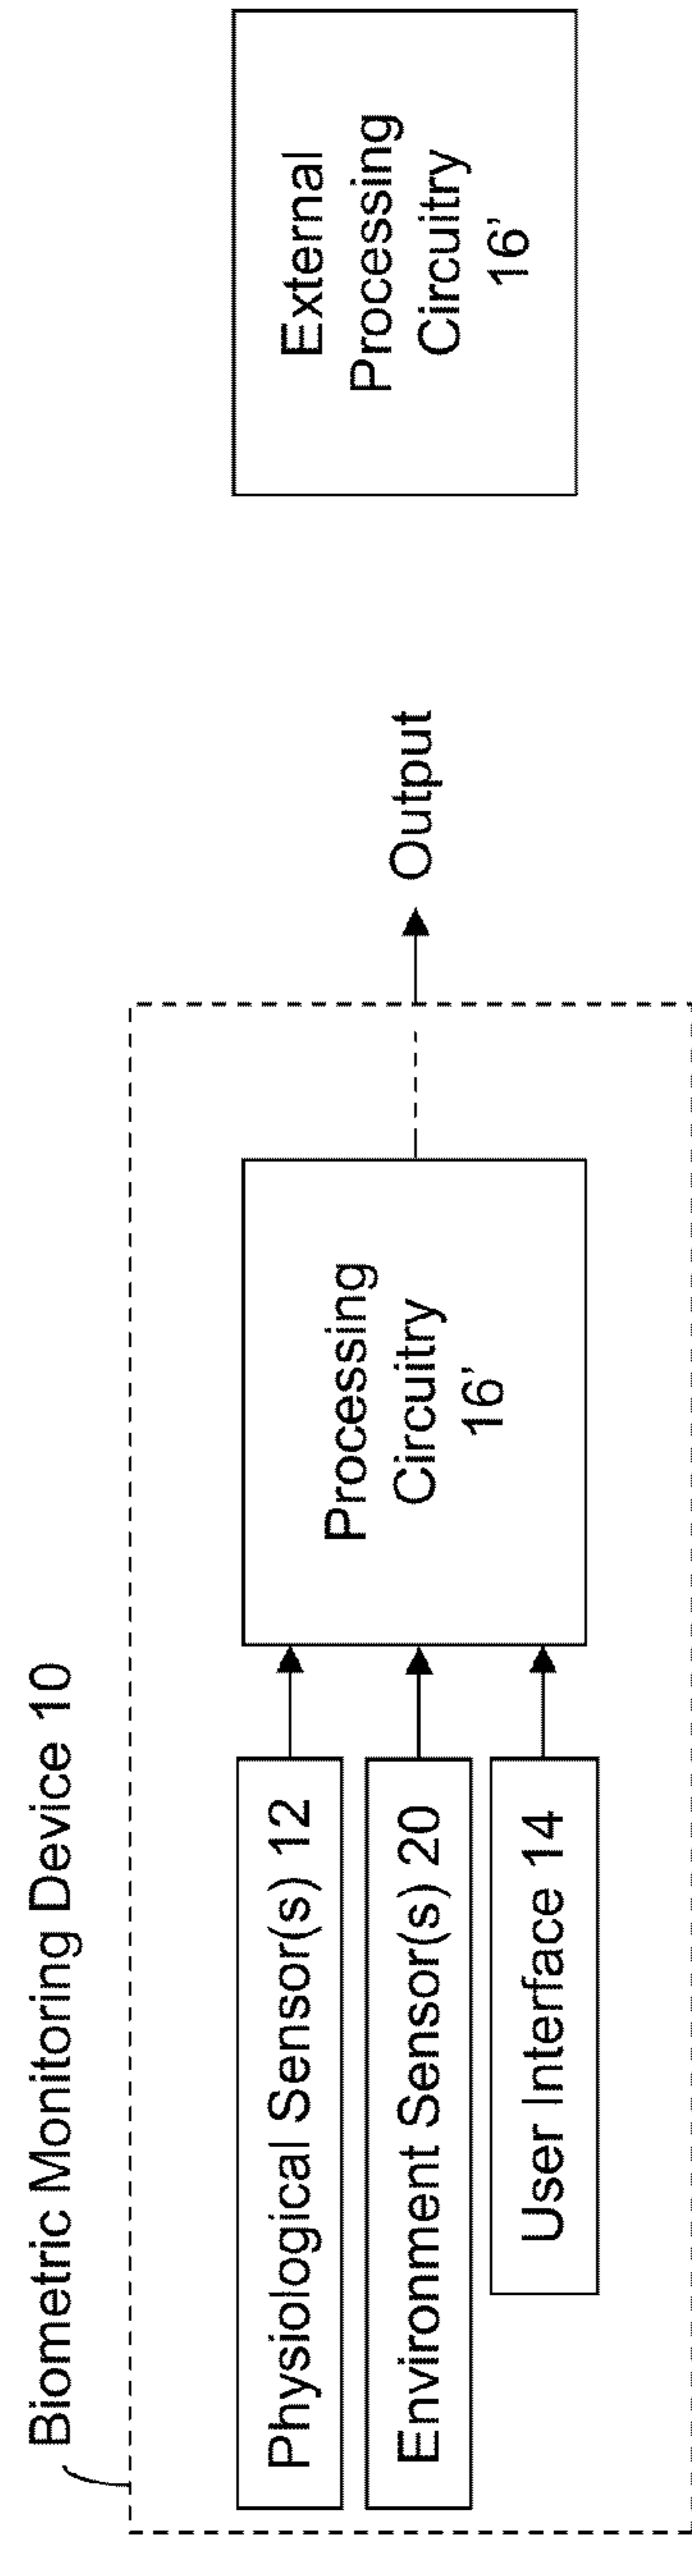 Biometric Monitoring Device 10
Physiological Sensor(s) 12
Environment Sensor(s) 20
User Interface 14
Processing
Circuitry
16'
Output
External
Processing
Circuitry
16'